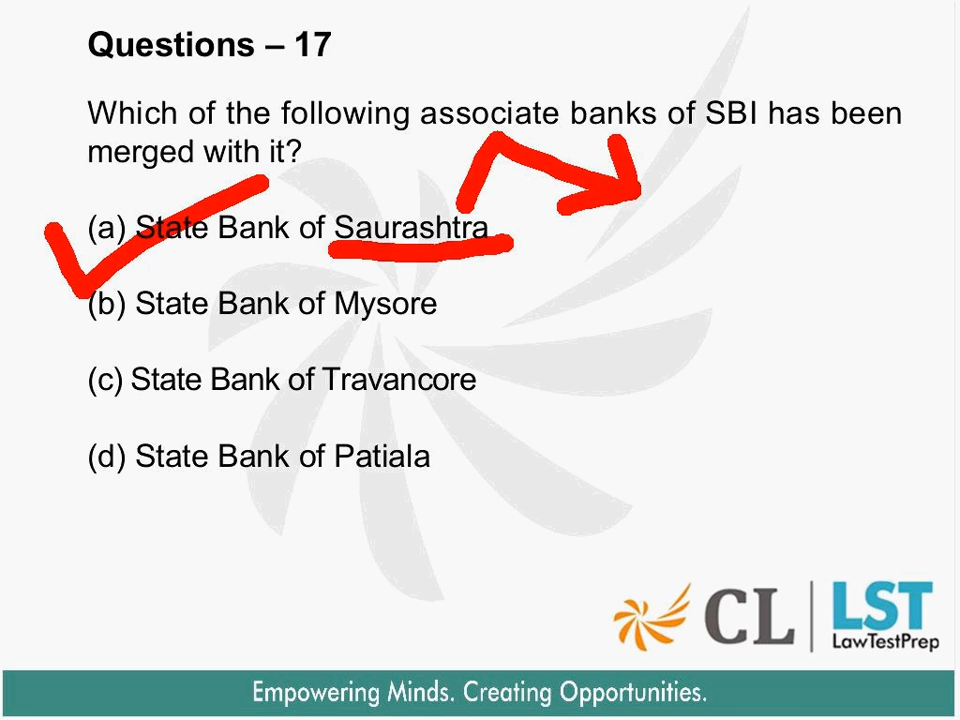 Questions – 17
Which of the following associate banks of SBI has been
merged with it?
(a) State Bank of Saurashtra
(b) State Bank of Mysore
(c) State Bank of Travancore
(d) State Bank of Patiala
CL | LST
LawTestPrep
Empowering Minds. Creating Opportunities.